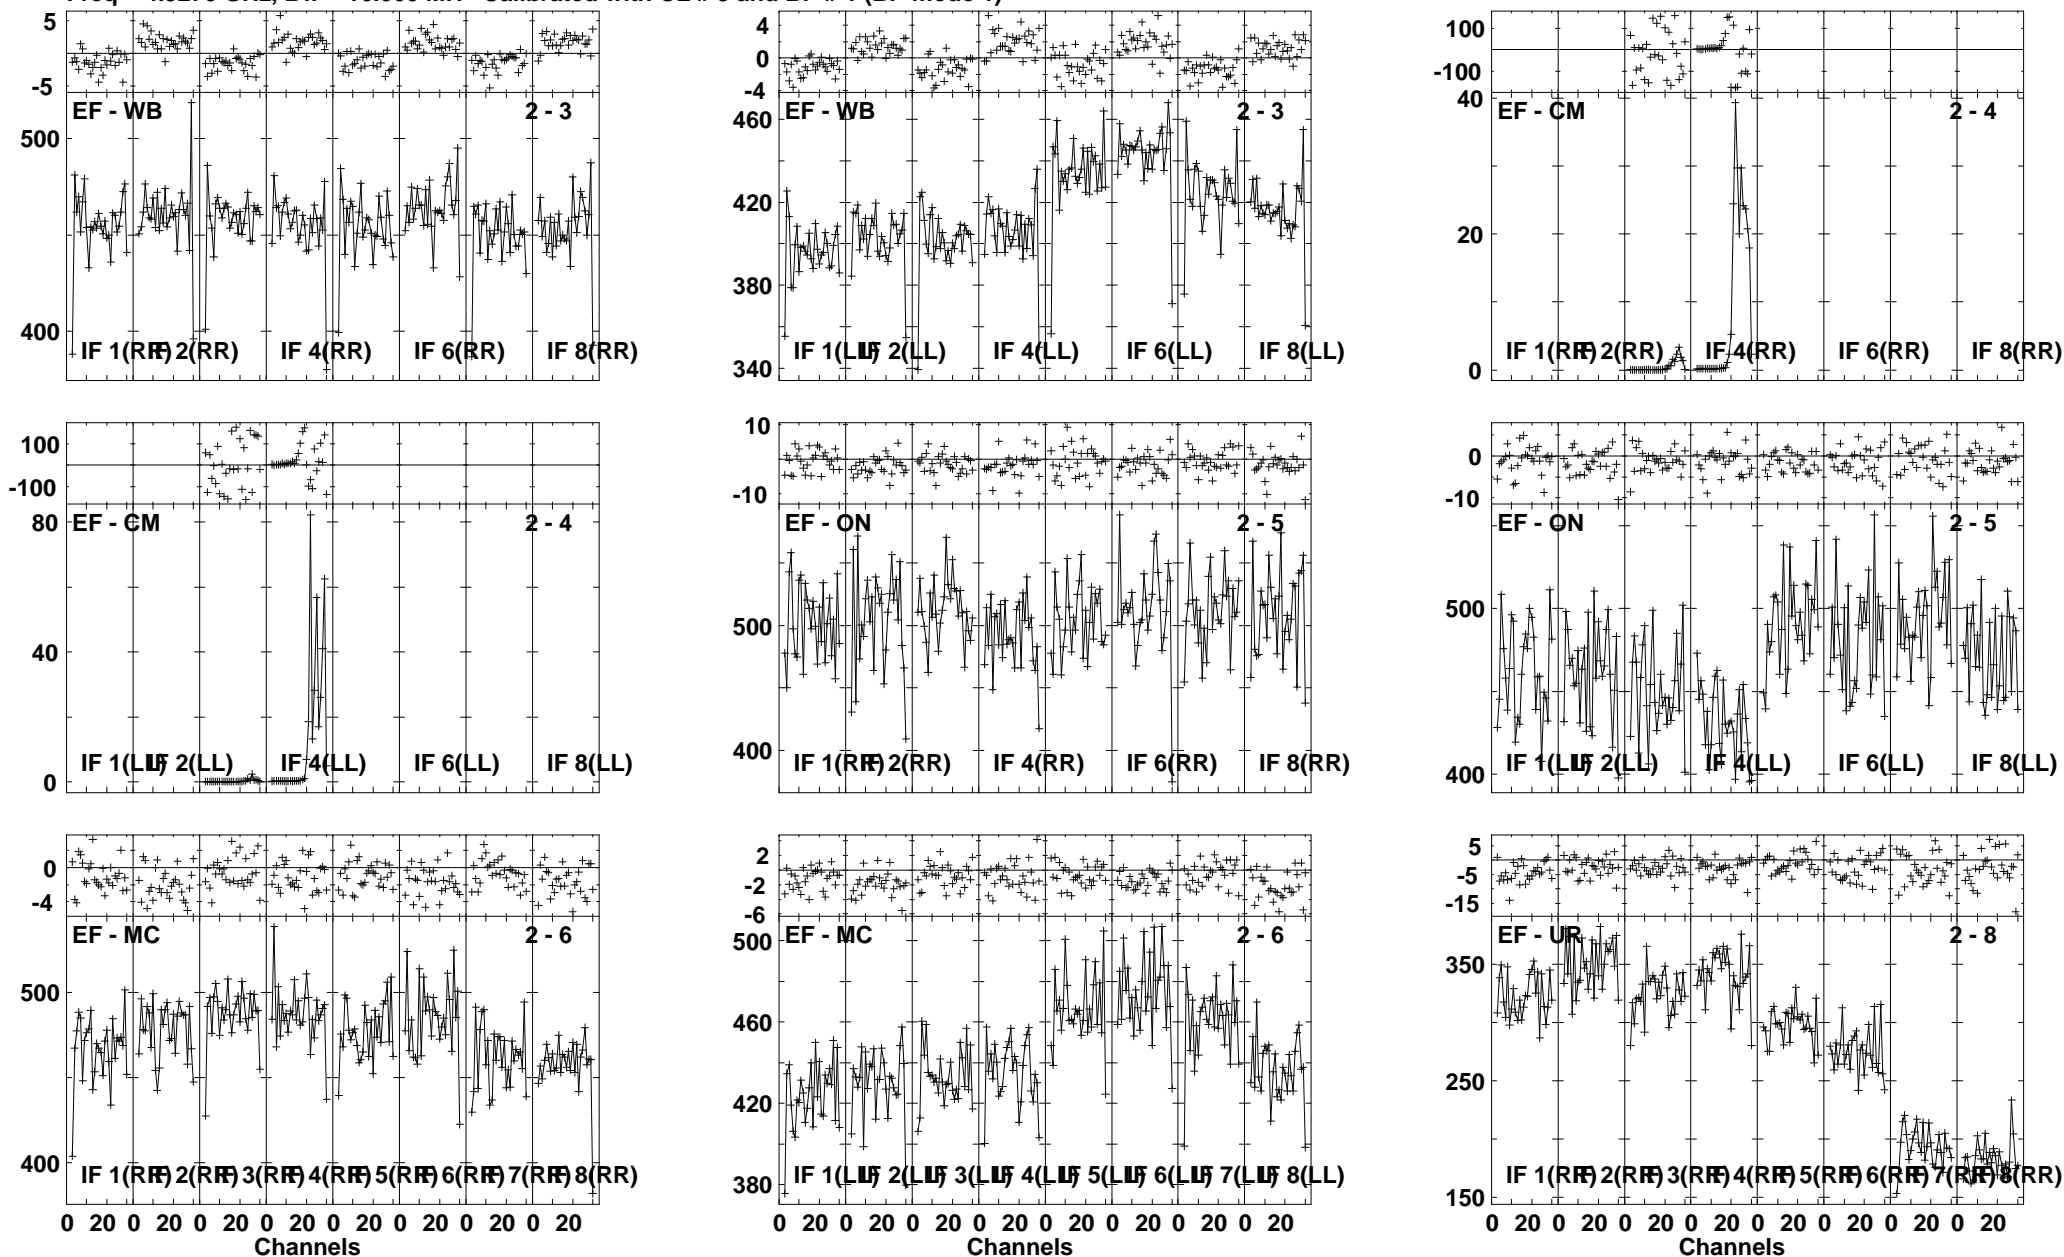 5
0
-5
EF - WB 2 - 3
500
400
IF 1(RR) IF 2(RR) IF 4(RR) IF 6(RR) IF 8(RR)
4
0
-4
EF - WB 2 - 3
460
420
380
340
IF 1(LL) IF 2(LL) IF 4(LL) IF 6(LL) IF 8(LL)
100
0
-100
EF - CM 2 - 4
40
20
0
IF 1(RR) IF 2(RR) IF 4(RR) IF 6(RR) IF 8(RR)
100
0
-100
EF - CM 2 - 4
80
40
0
IF 1(LL) IF 2(LL) IF 4(LL) IF 6(LL) IF 8(LL)
10
0
-10
EF - ON 2 - 5
500
400
IF 1(RR) IF 2(RR) IF 4(RR) IF 6(RR) IF 8(RR)
0
-10
EF - ON 2 - 5
500
400
IF 1(LL) IF 2(LL) IF 4(LL) IF 6(LL) IF 8(LL)
0
-4
EF - MC 2 - 6
500
400
IF 1(RR) IF 2(RR) IF 3(RR) IF 4(RR) IF 5(RR) IF 6(RR) IF 7(RR) IF 8(RR)
0 20 0 20 0 20 0 20 0 20 0 20 0 20 0 20
Channels
2
-2
-6
EF - MC 2 - 6
500
460
420
380
IF 1(LL) IF 2(LL) IF 3(LL) IF 4(LL) IF 5(LL) IF 6(LL) IF 7(LL) IF 8(LL)
0 20 0 20 0 20 0 20 0 20 0 20 0 20 0 20
Channels
5
-5
-15
EF - UR 2 - 8
350
250
150
IF 1(RR) IF 2(RR) IF 3(RR) IF 4(RR) IF 5(RR) IF 6(RR) IF 7(RR) IF 8(RR)
0 20 0 20 0 20 0 20 0 20 0 20 0 20 0 20
Channels